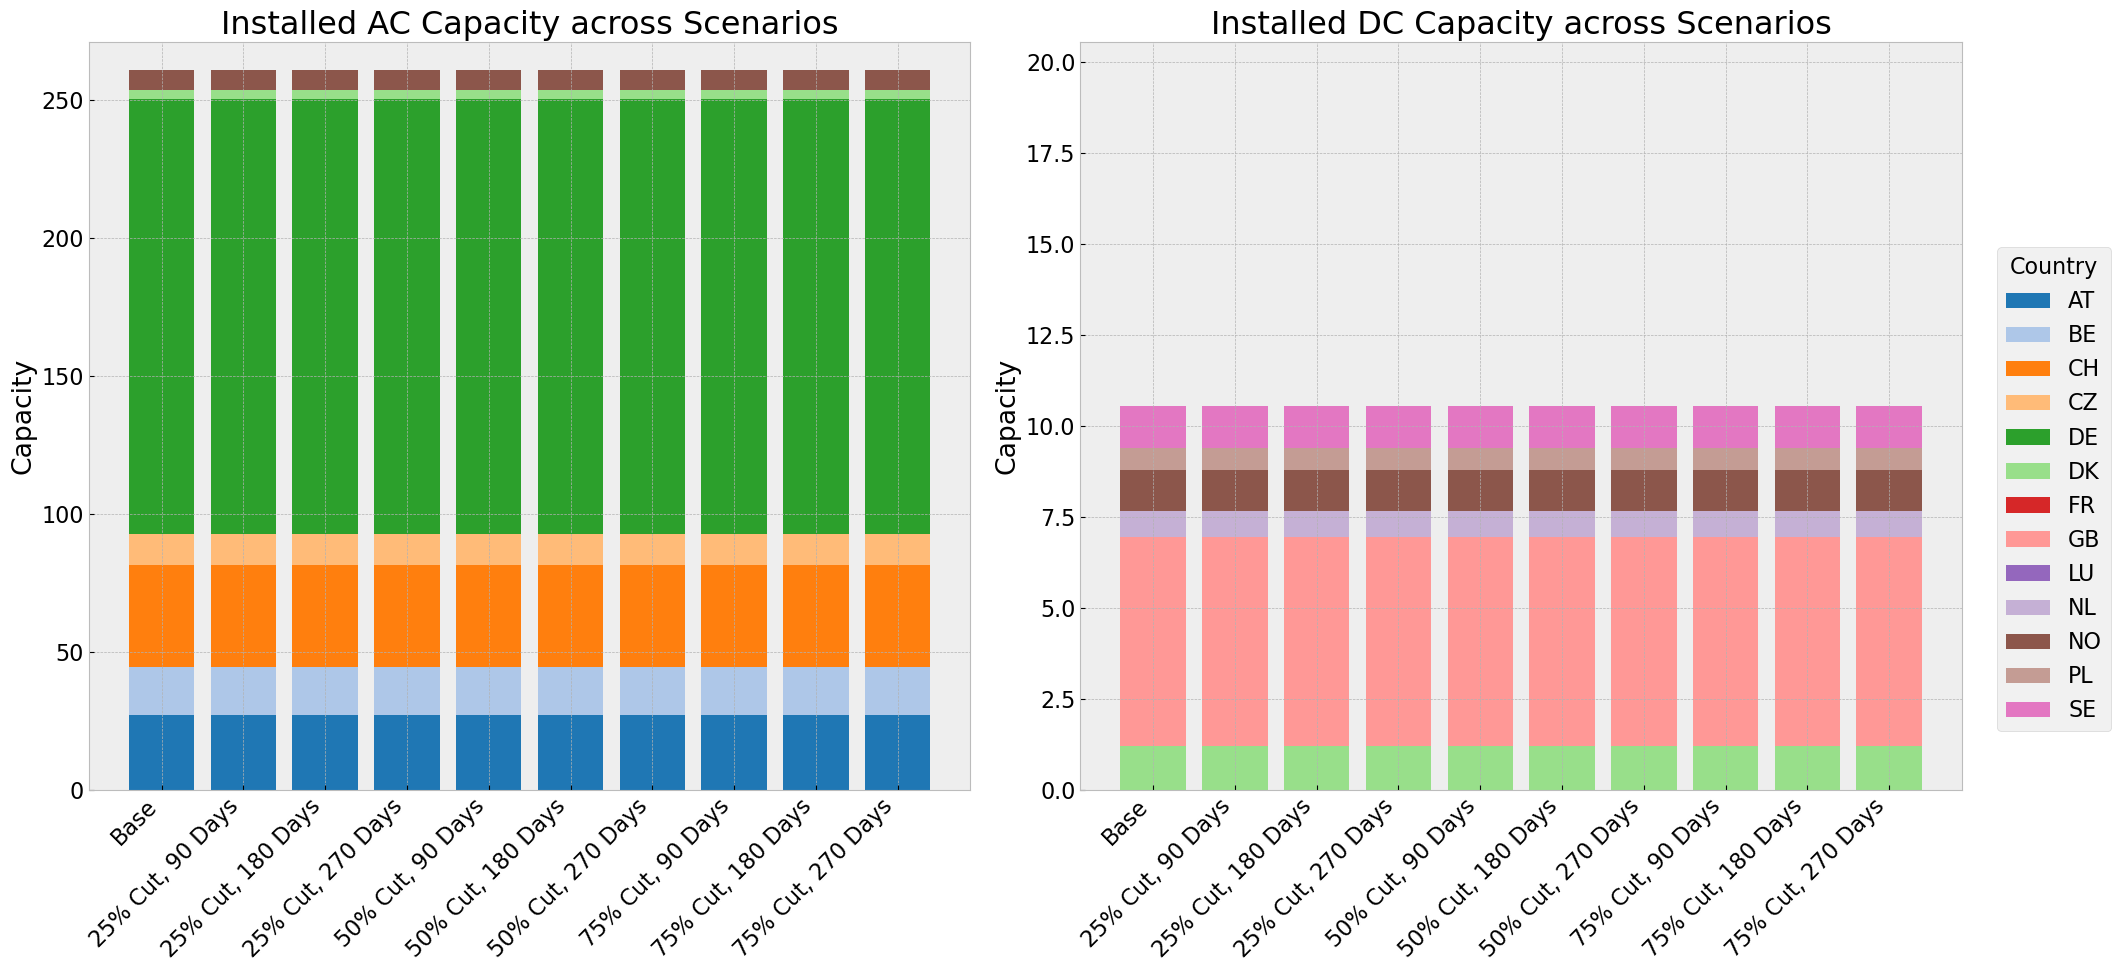 Installed AC Capacity across Scenarios
Capacity
250
200
150
100
50
0
Base
25% Cut, 90 Days
25% Cut, 180 Days
25% Cut, 270 Days
50% Cut, 90 Days
50% Cut, 180 Days
50% Cut, 270 Days
75% Cut, 90 Days
75% Cut, 180 Days
75% Cut, 270 Days
Installed DC Capacity across Scenarios
Capacity
20.0
17.5
15.0
12.5
10.0
7.5
5.0
2.5
0.0
Base
25% Cut, 90 Days
25% Cut, 180 Days
25% Cut, 270 Days
50% Cut, 90 Days
50% Cut, 180 Days
50% Cut, 270 Days
75% Cut, 90 Days
75% Cut, 180 Days
75% Cut, 270 Days
Country
AT
BE
CH
CZ
DE
DK
FR
GB
LU
NL
NO
PL
SE